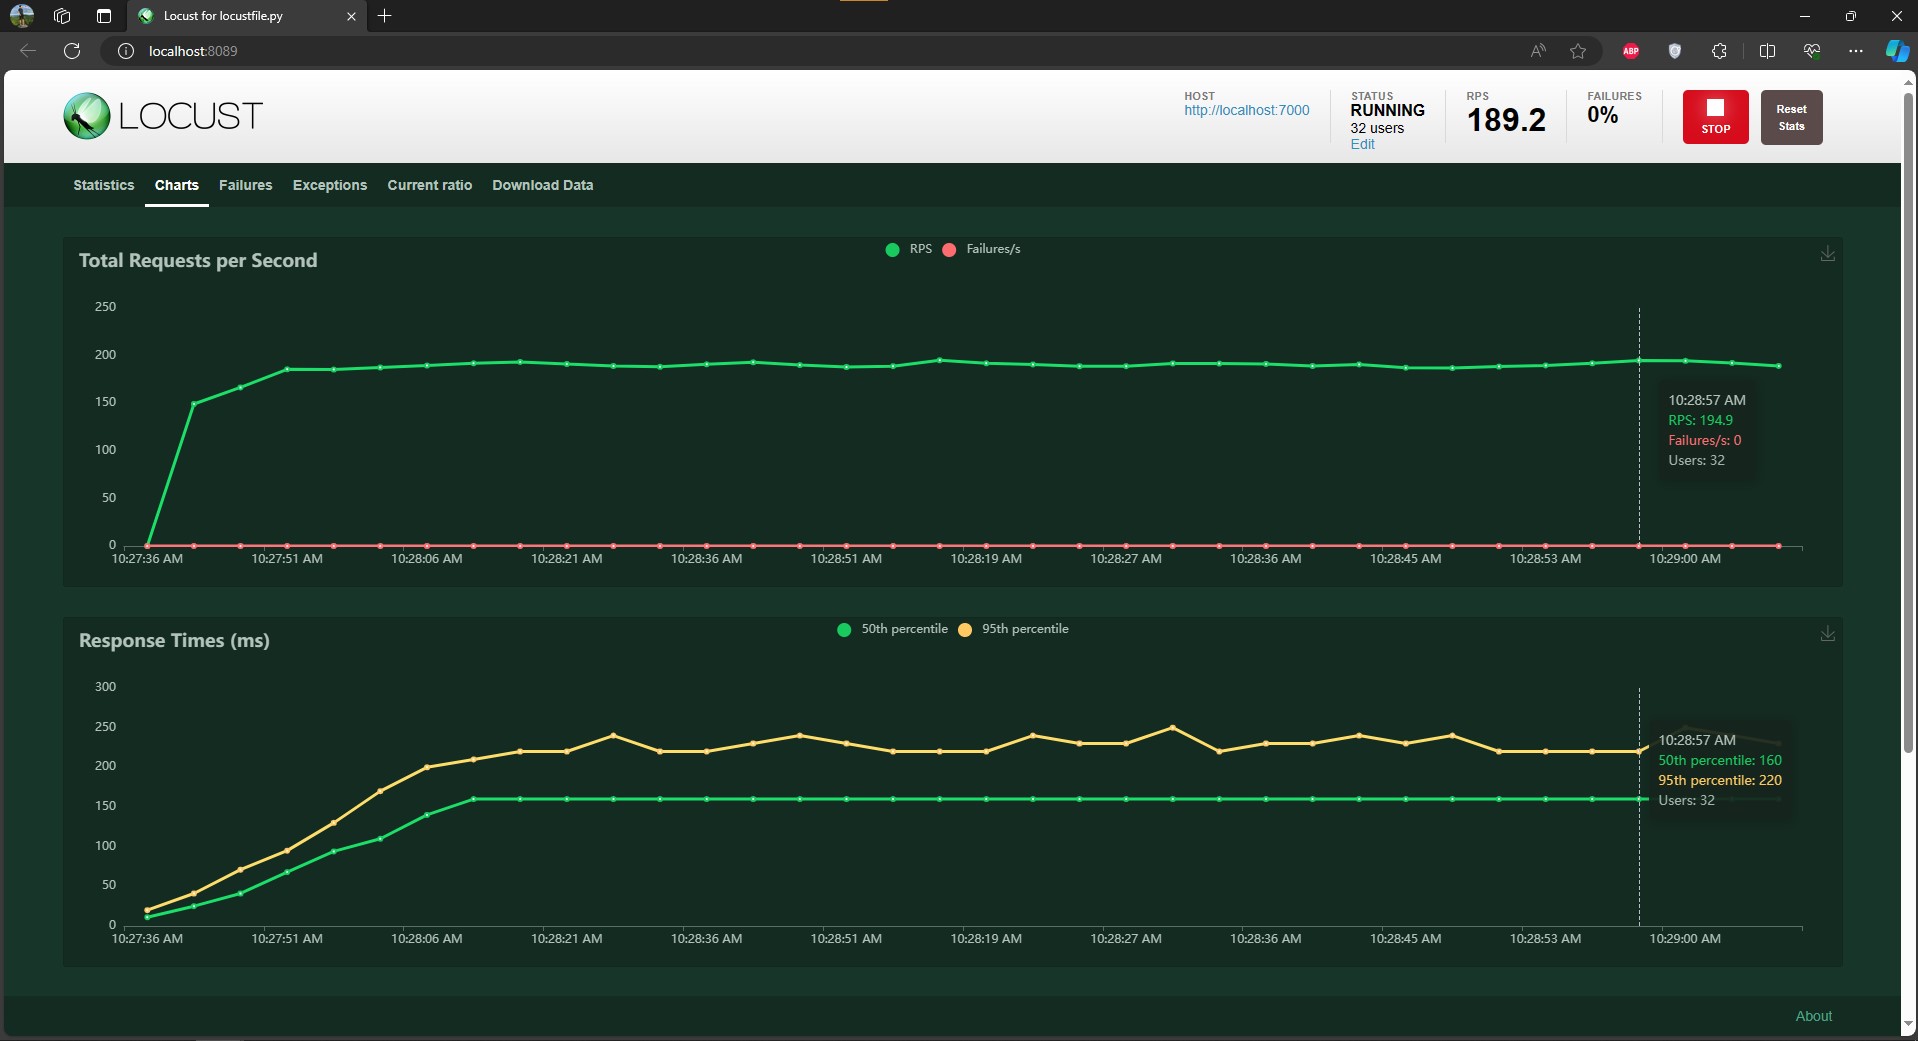 Locust for locustfile.py
localhost:8089
ABP
LOCUST
HOST
http://localhost:7000
STATUS
RUNNING
32 users
Edit
RPS
189.2
FAILURES
0%
STOP
Reset
Stats
Statistics Charts Failures Exceptions Current ratio Download Data
Total Requests per Second
RPS Failures/s
250
200
150
100
50
0
10:28:57 AM
RPS: 194.9
Failures/s: 0
Users: 32
10:27:36 AM 10:27:51 AM 10:28:06 AM 10:28:21 AM 10:28:36 AM 10:28:51 AM 10:28:19 AM 10:28:27 AM 10:28:36 AM 10:28:45 AM 10:28:53 AM 10:29:00 AM
Response Times (ms)
50th percentile 95th percentile
300
250
200
150
100
50
0
10:28:57 AM
50th percentile: 160
95th percentile: 220
Users: 32
10:27:36 AM 10:27:51 AM 10:28:06 AM 10:28:21 AM 10:28:36 AM 10:28:51 AM 10:28:19 AM 10:28:27 AM 10:28:36 AM 10:28:45 AM 10:28:53 AM 10:29:00 AM
About